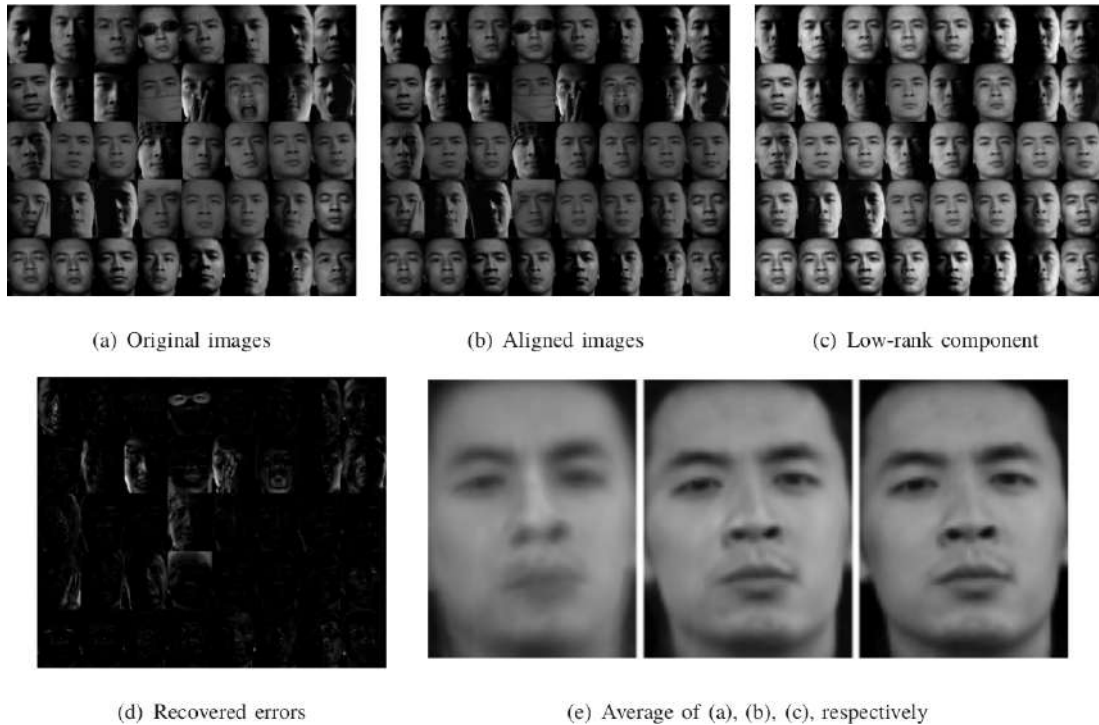 (a) Original images
(b) Aligned images
(c) Low-rank component
(d) Recovered errors
(e) Average of (a), (b), (c), respectively